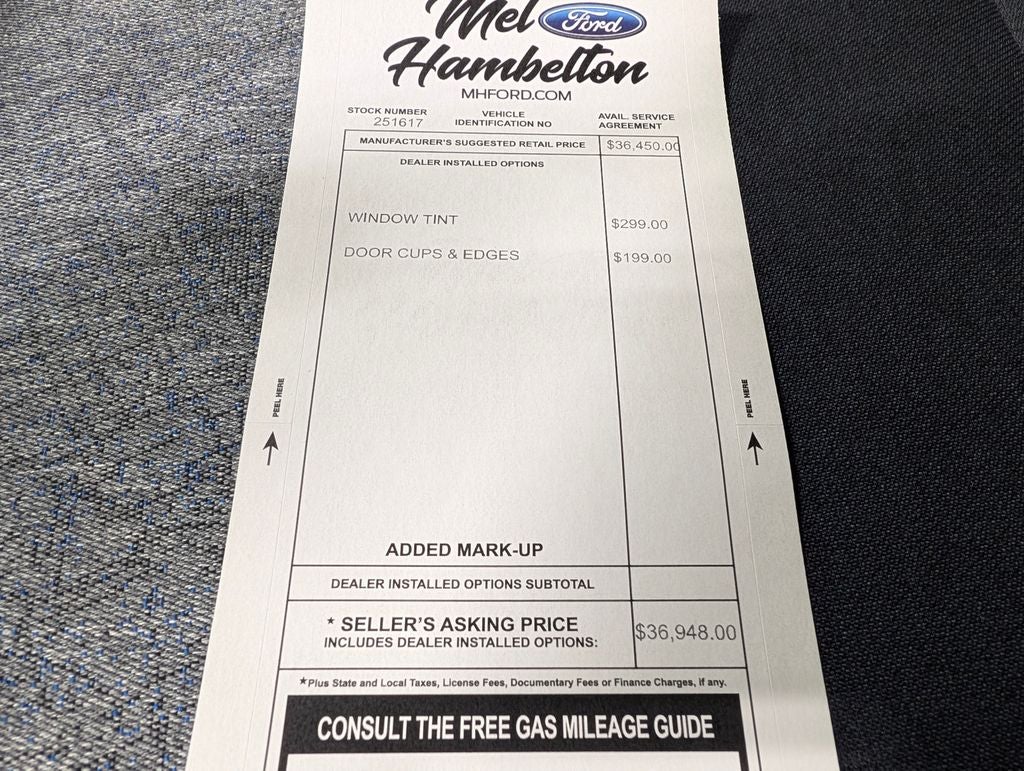 Mel Ford
Hambelton
MHFORD.COM
STOCK NUMBER
251617
VEHICLE
IDENTIFICATION NO
AVAIL. SERVICE
AGREEMENT
MANUFACTURER'S SUGGESTED RETAIL PRICE $36,450.00
DEALER INSTALLED OPTIONS
WINDOW TINT $299.00
DOOR CUPS & EDGES $199.00
PEEL HERE
PEEL HERE
ADDED MARK-UP
DEALER INSTALLED OPTIONS SUBTOTAL
* SELLER'S ASKING PRICE
INCLUDES DEALER INSTALLED OPTIONS: $36,948.00
*Plus State and Local Taxes, License Fees, Documentary Fees or Finance Charges, if any.
CONSULT THE FREE GAS MILEAGE GUIDE